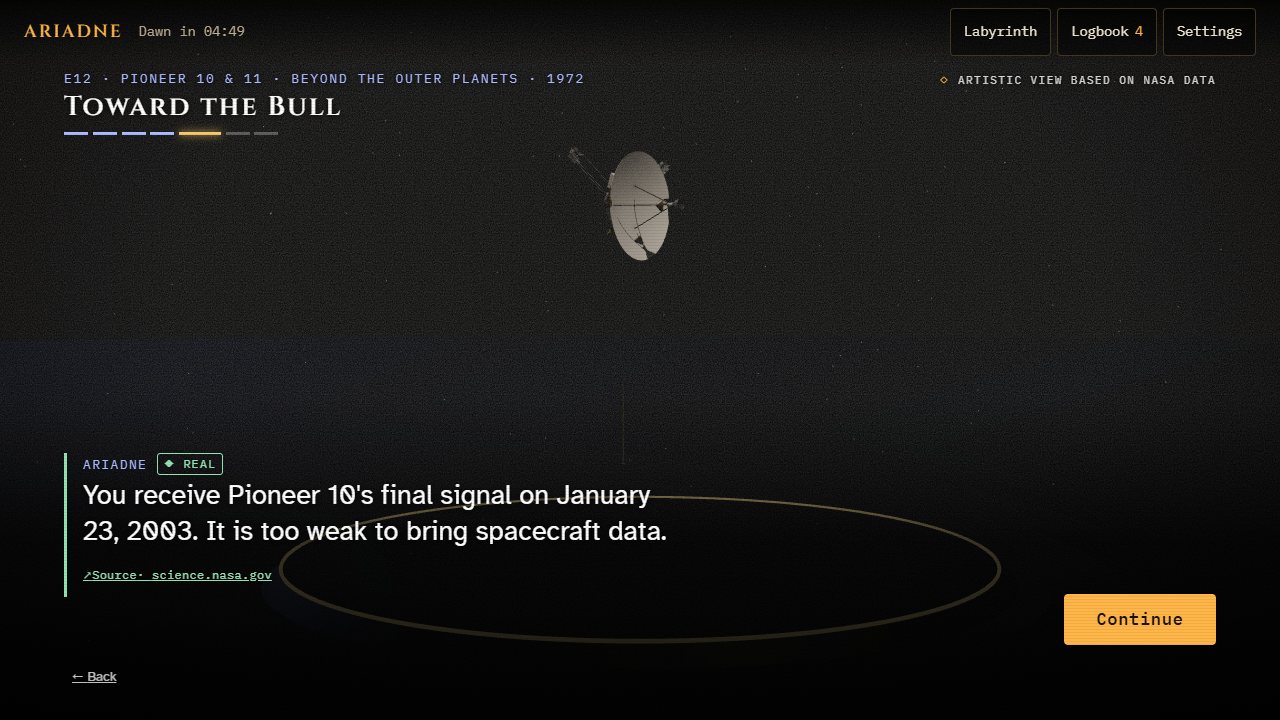 ARIADNE Dawn in 04:49 Labyrinth Logbook 4 Settings
E12 · PIONEER 10 & 11 · BEYOND THE OUTER PLANETS · 1972
◇ ARTISTIC VIEW BASED ON NASA DATA
Toward the Bull
ARIADNE ◆ REAL
You receive Pioneer 10's final signal on January
23, 2003. It is too weak to bring spacecraft data.
↗Source· science.nasa.gov
Continue
← Back